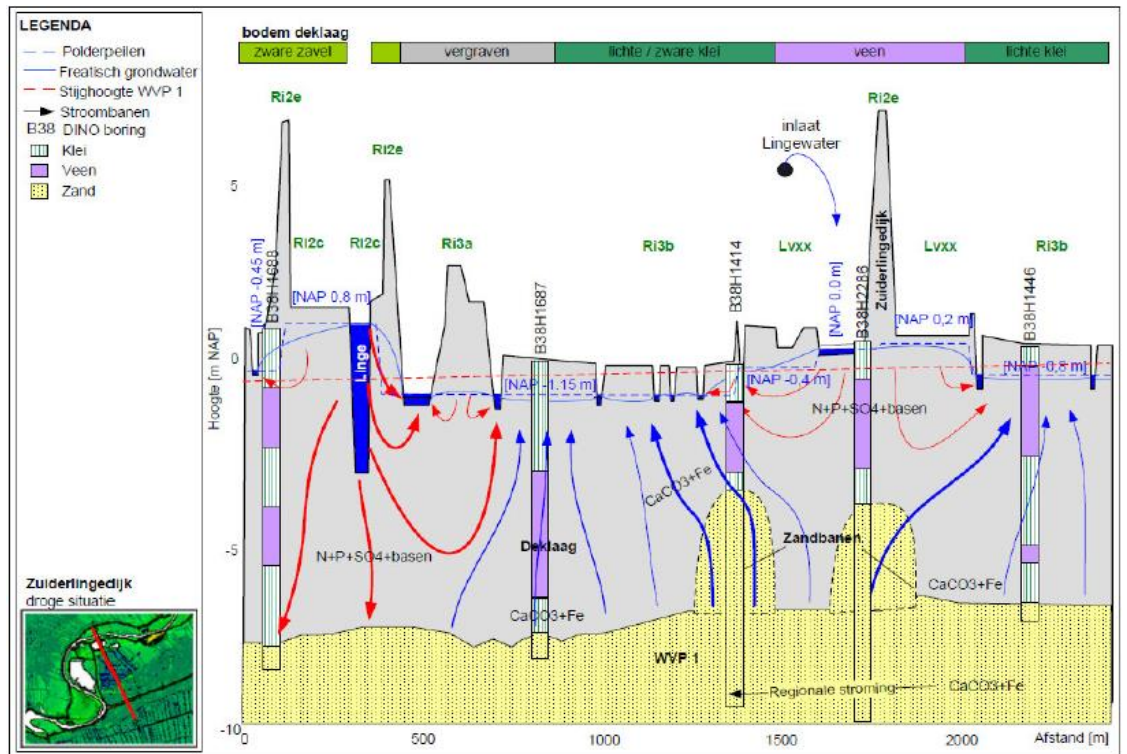 LEGENDA
Polderpeilen
Freatisch grondwater
Stijghoogte WVP 1
Stroombanen
B38 DINO boring
Klei
Veen
Zand
bodem deklaag
zware zavel
vergraven
lichte / zware klei
veen
lichte klei
Ri2e
Ri2e
Ri2e
inlaat
Lingewater
Ri2c
Ri2c
Ri3a
Ri3b
Lvxx
Lvxx
Ri3b
[NAP -0.45 m]
B38H1688
[NAP 0,8 m]
Linge
B38H1687
[NAP -1.15 m]
B38H1414
[NAP -0.4 m]
[NAP 0.0 m]
B38H2286
Zuiderlingedijk
[NAP 0,2 m]
B38H1446
[NAP -0.8 m]
Hoogte [m NAP]
5
0
-5
-10
N+P+SO4+basen
N+P+SO4+basen
CaCO3+Fe
Deklaag
Zandbanen
CaCO3+Fe
CaCO3+Fe
WVP 1
Regionale stroming
CaCO3+Fe
0
500
1000
1500
2000
Afstand [m]
Zuiderlingedijk
droge situatie